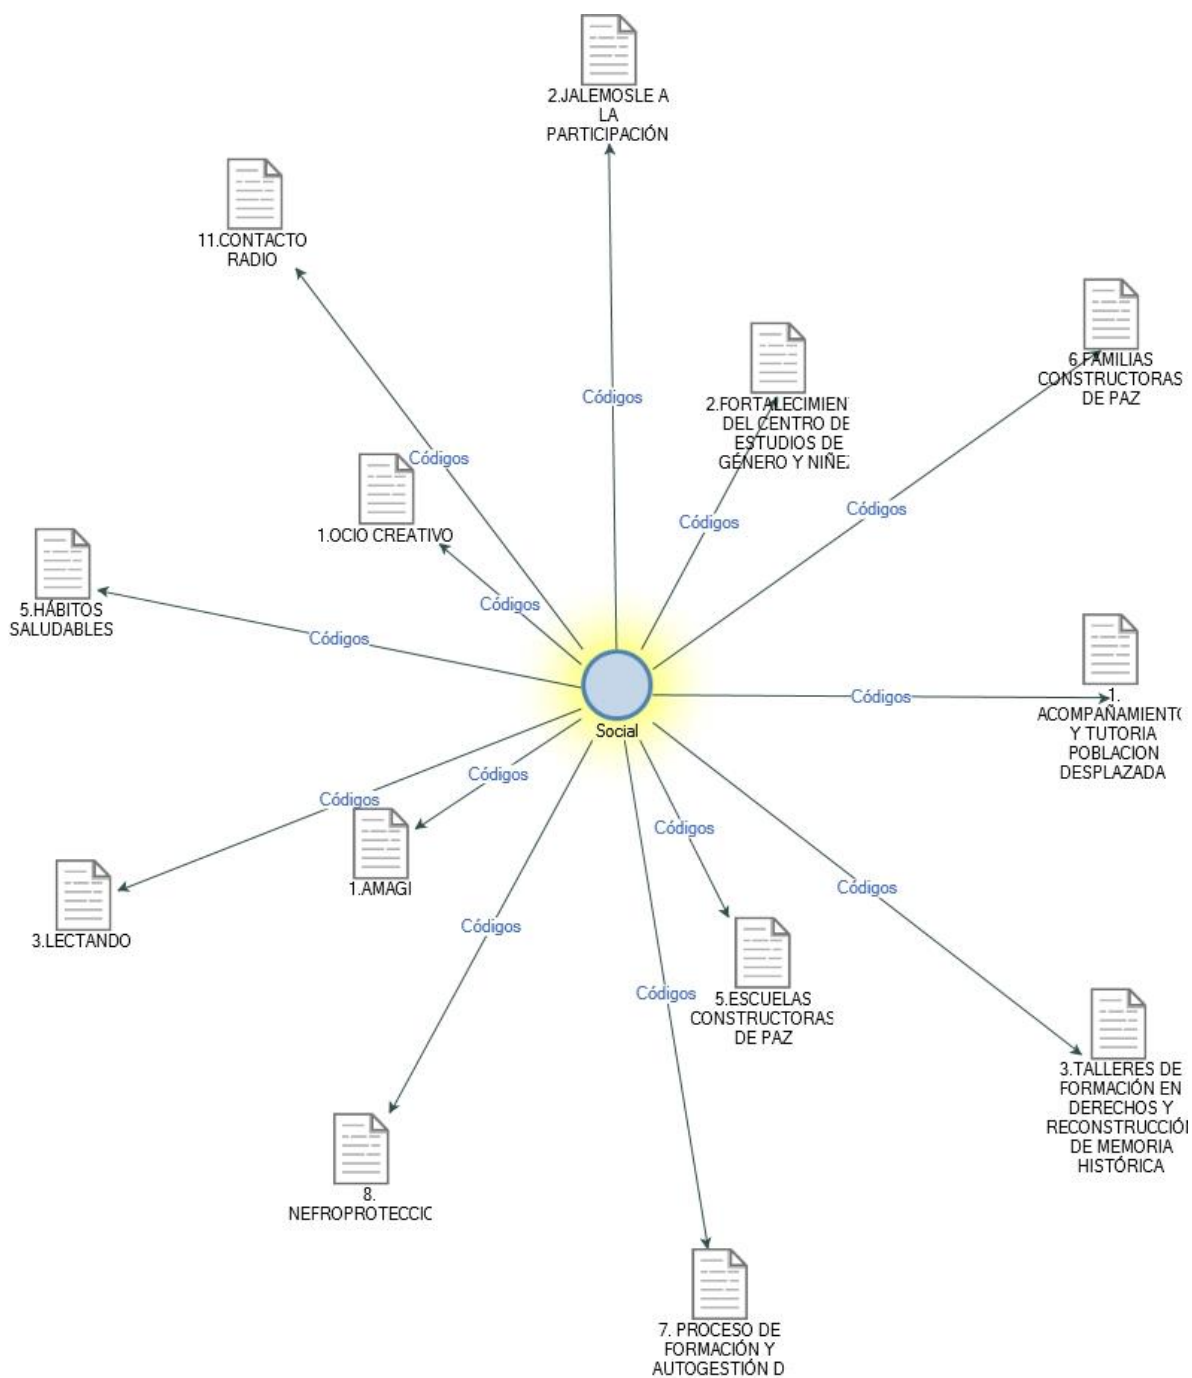 2.JALEMOSLE A
LA
PARTICIPACIÓN
11.CONTACTO
RADIO
6.FAMILIAS
CONSTRUCTORAS
DE PAZ
Códigos
2.FORTALECIMIEN
DEL CENTRO DE
ESTUDIOS DE
GÉNERO Y NIÑEZ
Códigos
1.OCIO CREATIVO
Códigos
Códigos
Códigos
5.HÁBITOS
SALUDABLES
Códigos
Social
Códigos
1.
ACOMPAÑAMIENTO
Y TUTORIA
POBLACION
DESPLAZADA
Códigos
Códigos
Códigos
1.AMAGI
Códigos
3.LECTANDO
Códigos
Códigos
5.ESCUELAS
CONSTRUCTORAS
DE PAZ
3.TALLERES DE
FORMACIÓN EN
DERECHOS Y
RECONSTRUCCIÓ
DE MEMORIA
HISTÓRICA
8.
NEFROPROTECCIO
7. PROCESO DE
FORMACIÓN Y
AUTOGESTIÓN D